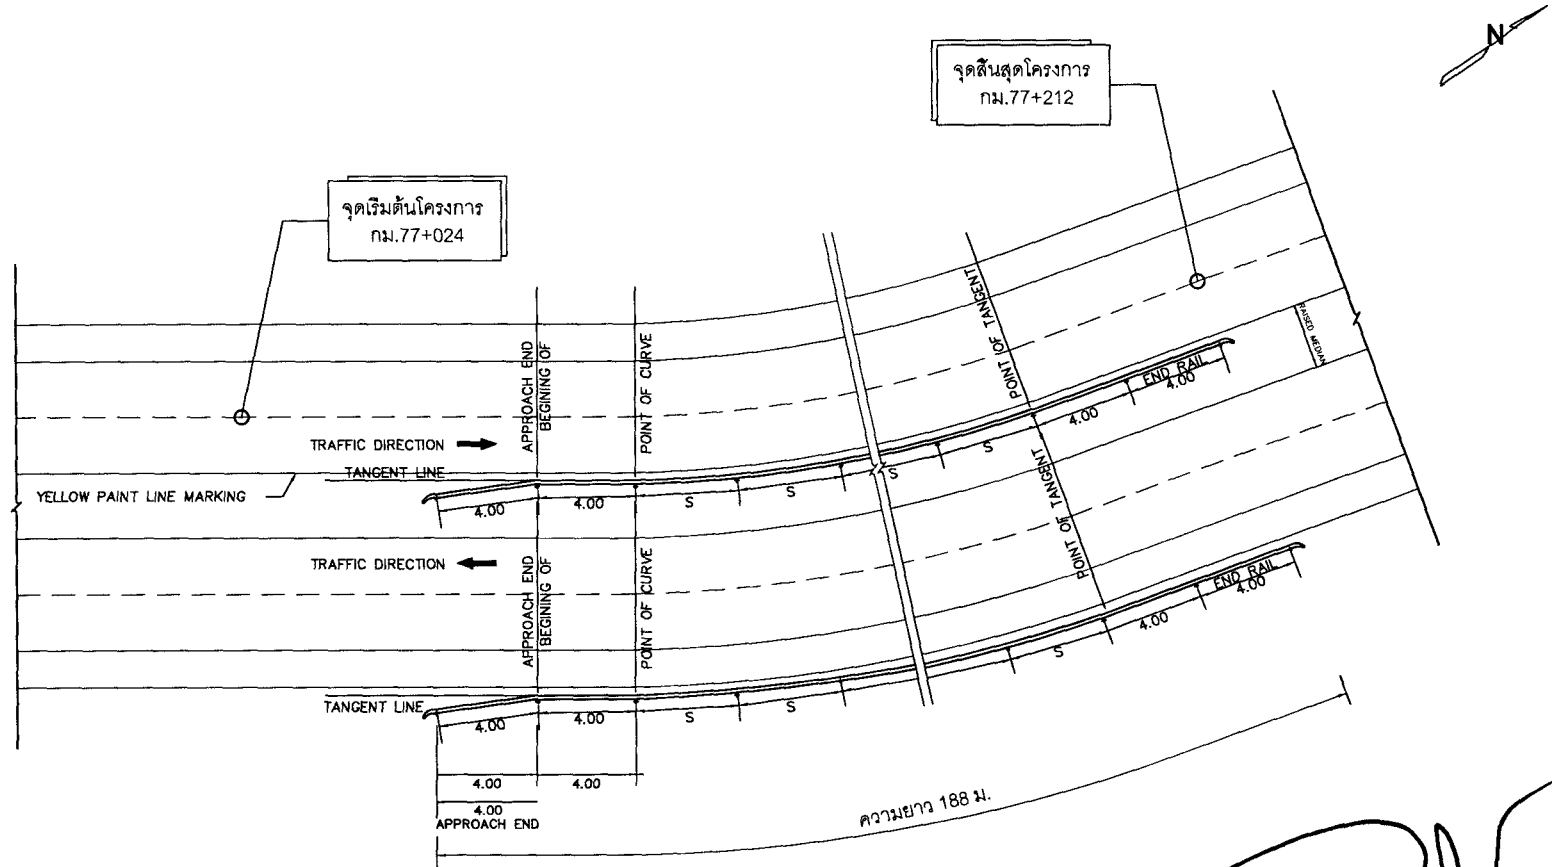 N
จุดสิ้นสุดโครงการ
กม.77+212
จุดเริ่มต้นโครงการ
กม.77+024
APPROACH END
BEGINING OF
POINT OF CURVE
POINT OF TANGENT
RAISED MEDIAN
TRAFFIC DIRECTION
TANGENT LINE
YELLOW PAINT LINE MARKING
4.00
4.00
S
S
S
S
4.00
END RAIL
4.00
TRAFFIC DIRECTION
APPROACH END
BEGINING OF
POINT OF CURVE
POINT OF TANGENT
TANGENT LINE
4.00
4.00
S
S
S
4.00
END RAIL
4.00
4.00
4.00
4.00
APPROACH END
ความยาว 188 ม.